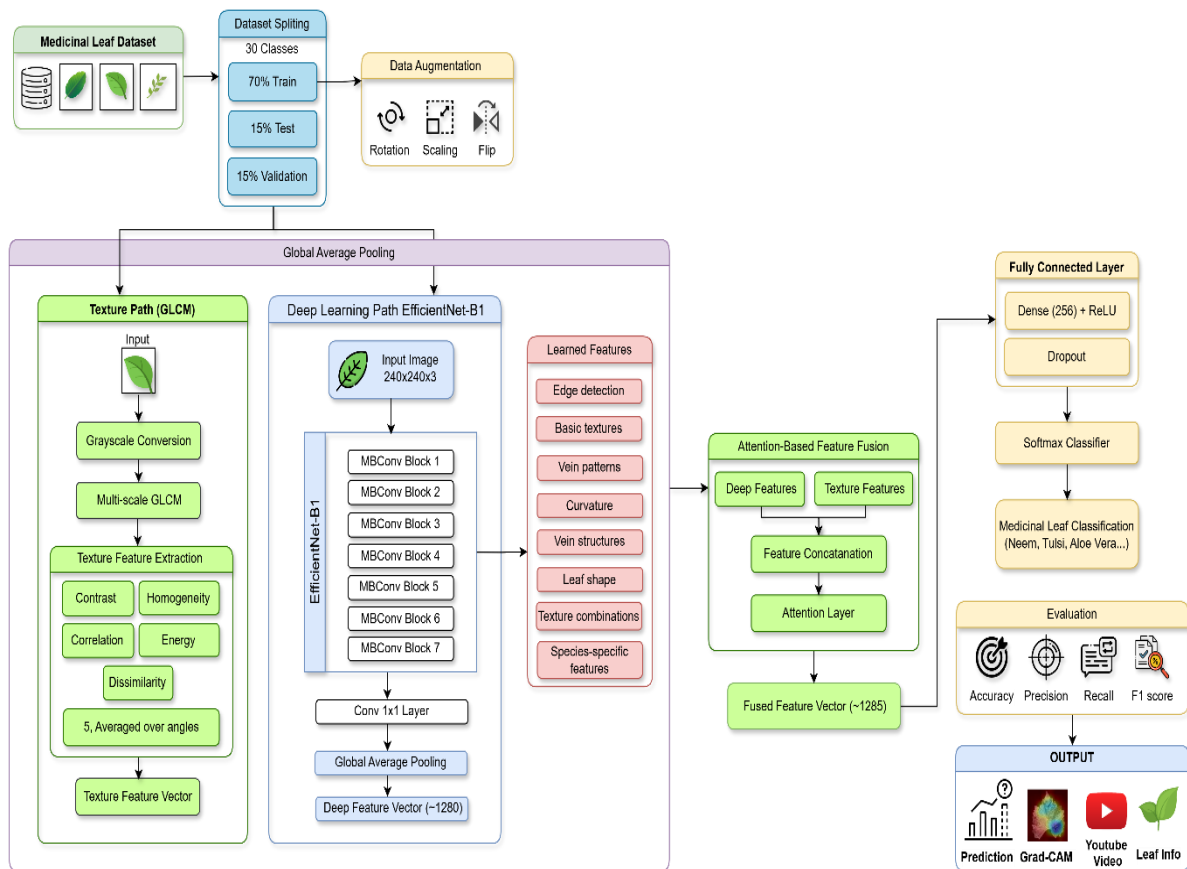 Medicinal Leaf Dataset
Dataset Spliting
30 Classes
70% Train
15% Test
15% Validation
Data Augmentation
Rotation
Scaling
Flip
Global Average Pooling
Texture Path (GLCM)
Input
Grayscale Conversion
Multi-scale GLCM
Texture Feature Extraction
Contrast
Homogeneity
Correlation
Energy
Dissimilarity
5, Averaged over angles
Texture Feature Vector
Deep Learning Path EfficientNet-B1
Input Image
240x240x3
EfficientNet-B1
MBConv Block 1
MBConv Block 2
MBConv Block 3
MBConv Block 4
MBConv Block 5
MBConv Block 6
MBConv Block 7
Conv 1x1 Layer
Global Average Pooling
Deep Feature Vector (~1280)
Learned Features
Edge detection
Basic textures
Vein patterns
Curvature
Vein structures
Leaf shape
Texture combinations
Species-specific
features
Attention-Based Feature Fusion
Deep Features
Texture Features
Feature Concatanation
Attention Layer
Fused Feature Vector (~1285)
Fully Connected Layer
Dense (256) + ReLU
Dropout
Softmax Classifier
Medicinal Leaf Classification
(Neem, Tulsi, Aloe Vera...)
Evaluation
Accuracy
Precision
Recall
F1 score
OUTPUT
Prediction
Grad-CAM
Youtube
Video
Leaf Info